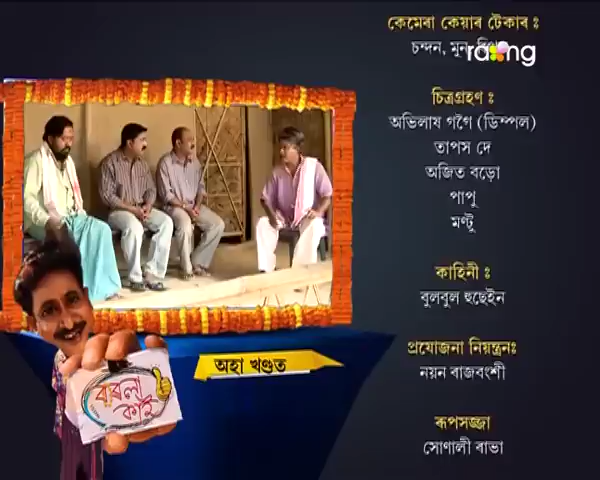 কেমেৰা কেয়াৰ টেকাৰ ঃ
চন্দন, মুন,
rang
চিত্ৰগ্ৰহণ ঃ
অভিলাষ গগৈ (ডিম্পল)
তাপস দে
অজিত বড়ো
পাপু
মণ্টু
কাহিনী ঃ
বুলবুল হুছেইন
প্ৰযোজনা নিয়ন্ত্ৰনঃ
নয়ন ৰাজবংশী
ৰূপসজ্জা
সোণালী ৰাভা
অহা খণ্ডত
বৰলা
কাই